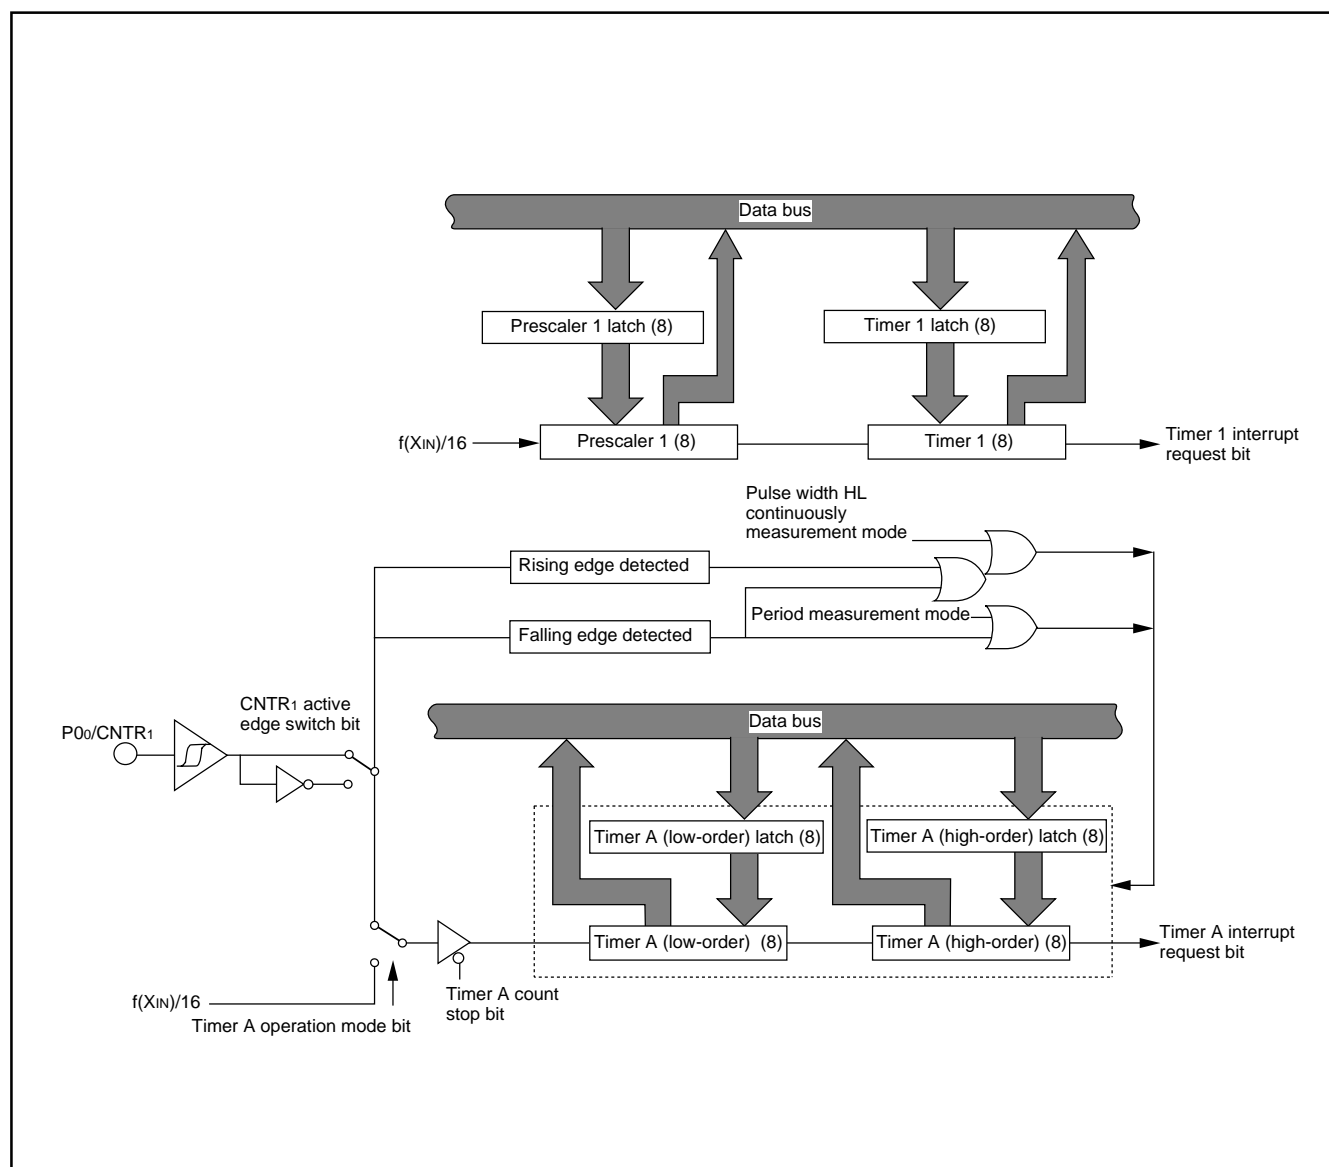 Data bus
Prescaler 1 latch (8)
Timer 1 latch (8)
f(XIN)/16
Prescaler 1 (8)
Timer 1 (8)
Timer 1 interrupt
request bit
Pulse width HL
continuously
measurement mode
Rising edge detected
Period measurement mode
Falling edge detected
CNTR1 active
edge switch bit
P00/CNTR1
Data bus
Timer A (low-order) latch (8)
Timer A (high-order) latch (8)
Timer A (low-order) (8)
Timer A (high-order) (8)
Timer A interrupt
request bit
Timer A count
stop bit
f(XIN)/16
Timer A operation mode bit